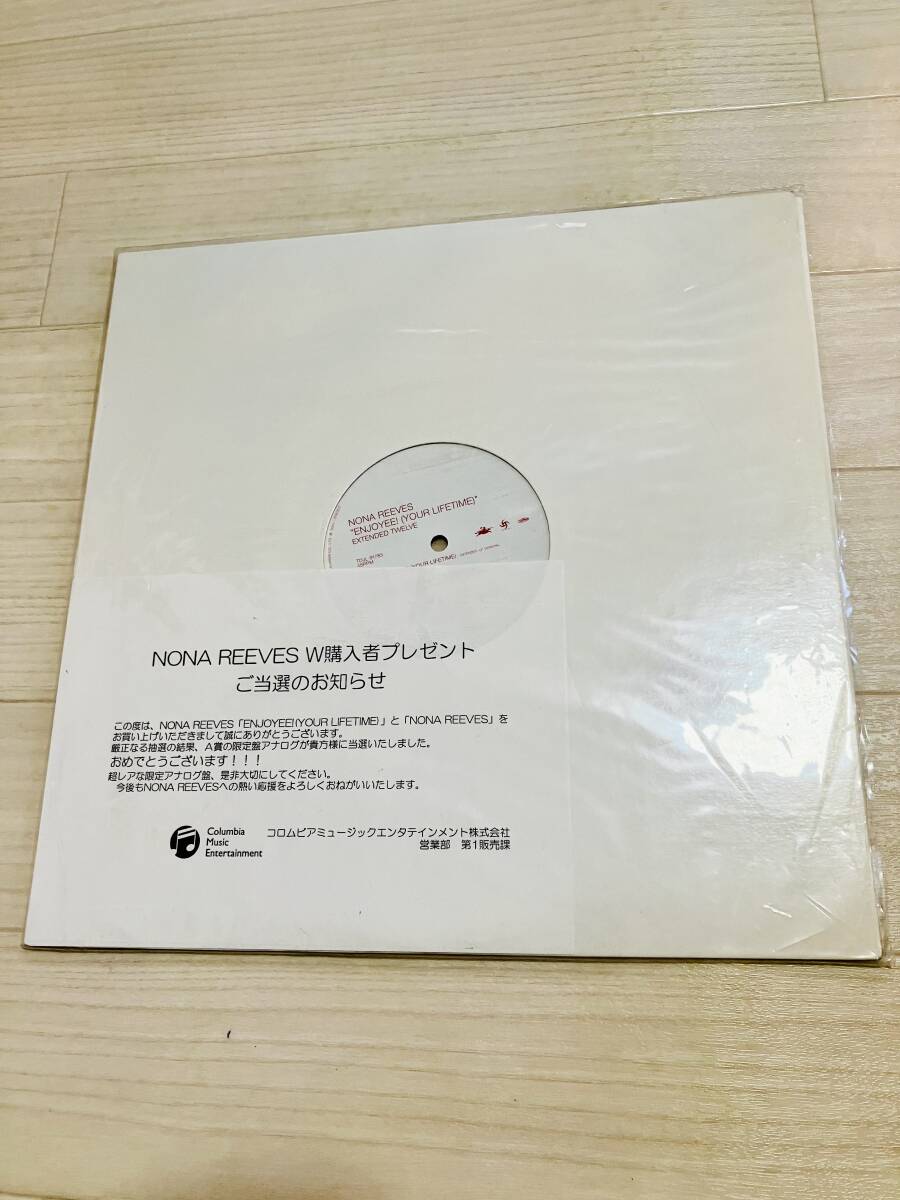 NONA REEVES
"ENJOYEE! (YOUR LIFETIME)"
EXTENDED TWELVE
45RPM
(YOUR LIFETIME)
NONA REEVES W購入者プレゼント
ご当選のお知らせ
この度は、NONA REEVES「ENJOYEE!(YOUR LIFETIME)」と「NONA REEVES」を
お買い上げいただきまして誠にありがとうございます。
厳正なる抽選の結果、A賞の限定盤アナログが貴方様に当選いたしました。
おめでとうございます!!!
超レアな限定アナログ盤、是非大切にしてください。
今後もNONA REEVESへの熱い応援をよろしくおねがいいたします。
Columbia
Music
Entertainment
コロムビアミュージックエンタテインメント株式会社
営業部 第1販売課